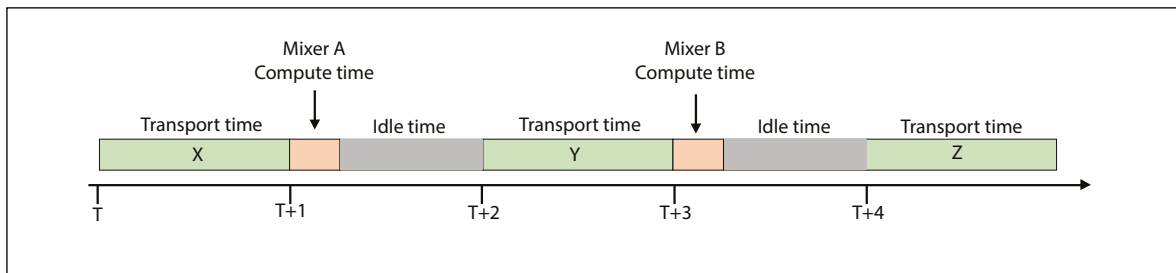 Mixer A
Compute time
Mixer B
Compute time
Transport time
Idle time
Transport time
Idle time
Transport time
X
Y
Z
T
T+1
T+2
T+3
T+4